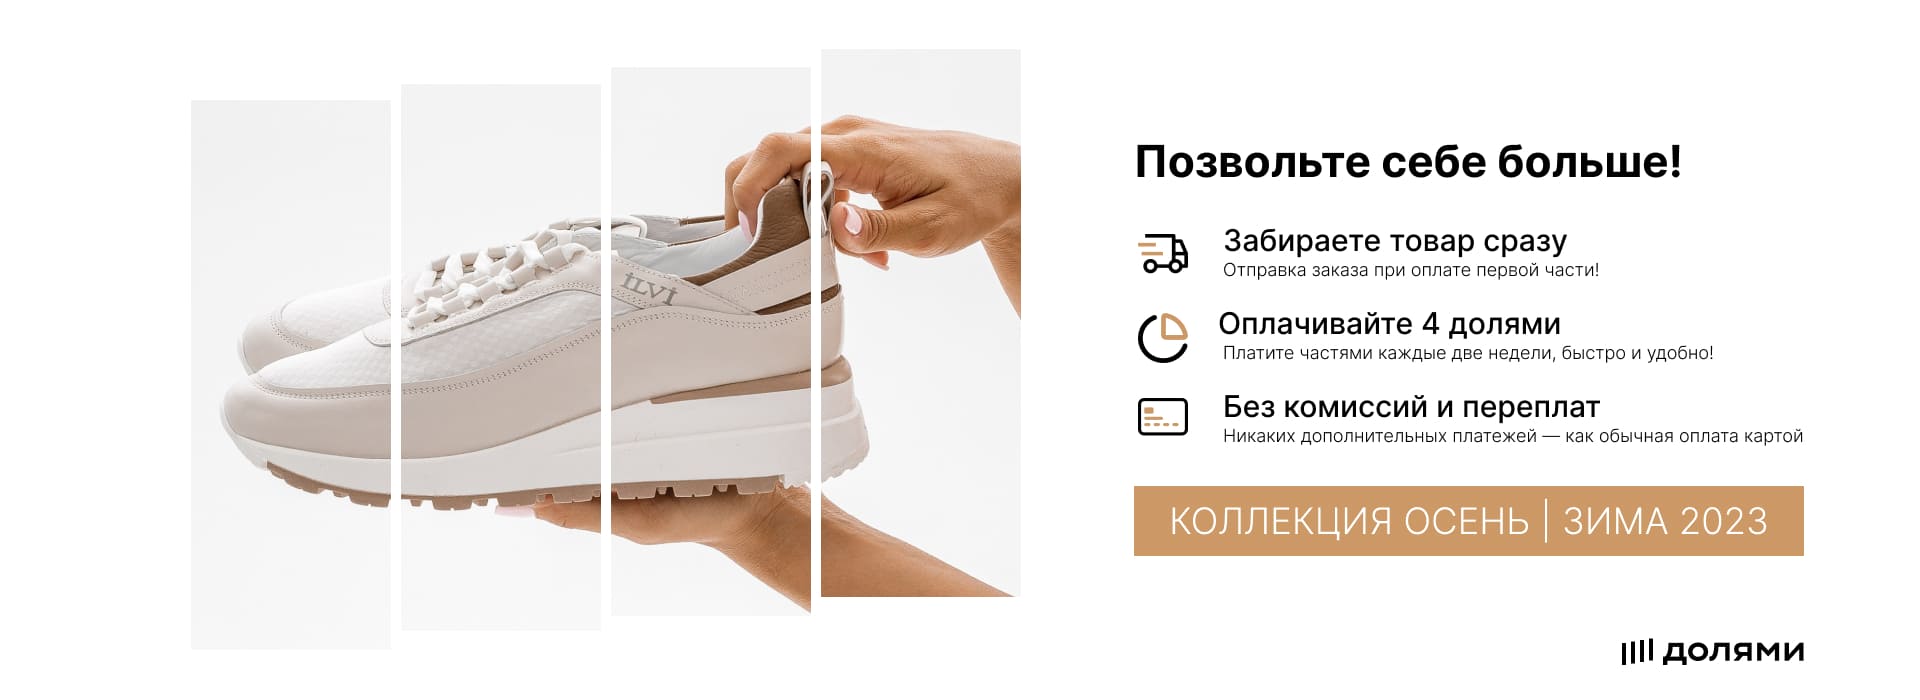 ILVI
Позвольте себе больше!
Забираете товар сразу
Отправка заказа при оплате первой части!
Оплачивайте 4 долями
Платите частями каждые две недели, быстро и удобно!
Без комиссий и переплат
Никаких дополнительных платежей — как обычная оплата картой
КОЛЛЕКЦИЯ ОСЕНЬ | ЗИМА 2023
долями